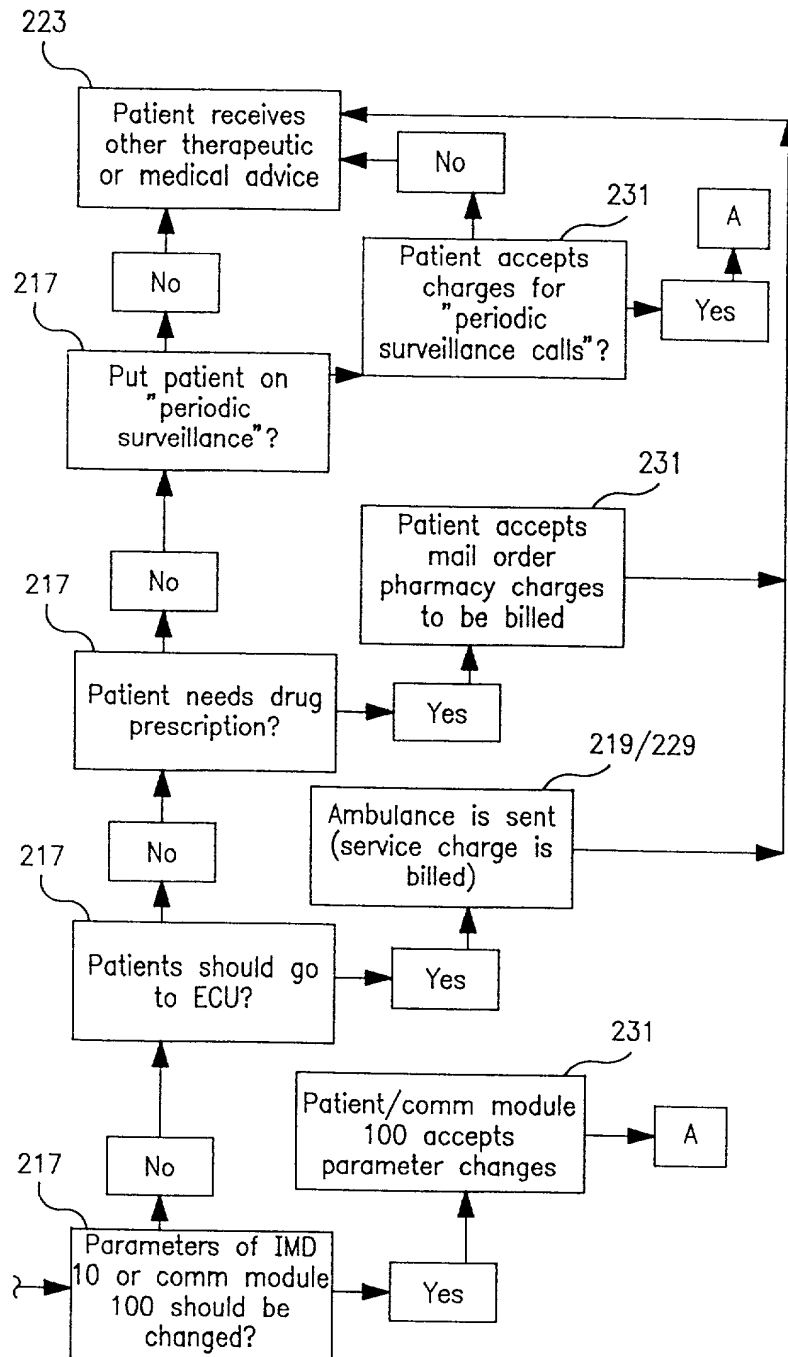 223
Patient receives
other therapeutic
or medical advice
No
231
A
No
Patient accepts
charges for
"periodic
surveillance calls"?
Yes
217
Put patient on
"periodic
surveillance"?
231
Patient accepts
mail order
pharmacy charges
to be billed
No
217
Patient needs drug
prescription?
Yes
219/229
Ambulance is sent
(service charge is
billed)
No
217
Patients should go
to ECU?
Yes
231
Patient/comm module
100 accepts
parameter changes
A
No
217
Parameters of IMD
10 or comm module
100 should be
changed?
Yes